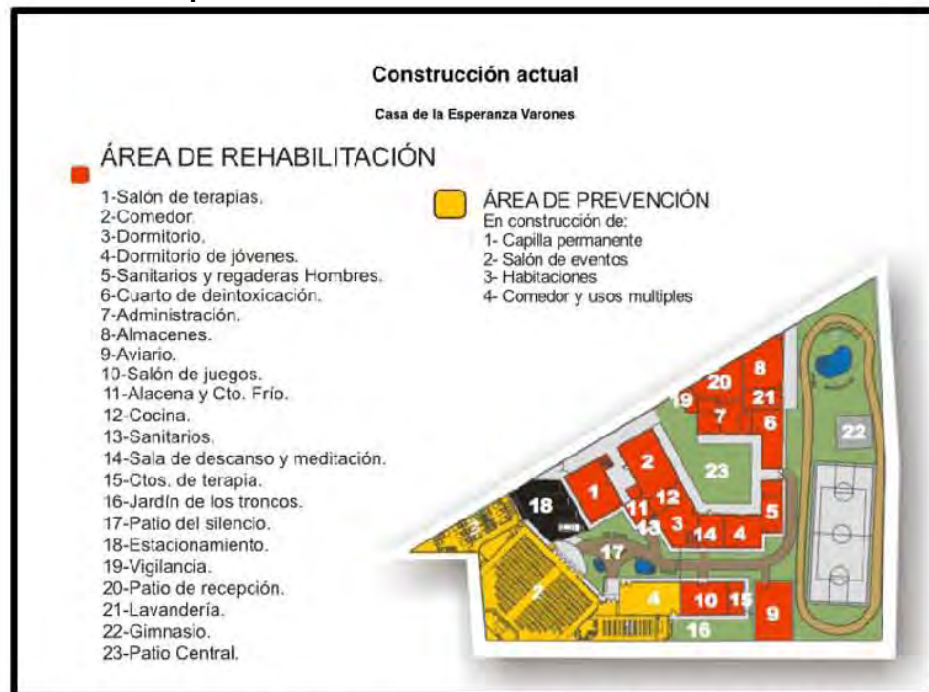 Construcción actual
Casa de la Esperanza Varones
ÁREA DE REHABILITACIÓN
1-Salón de terapias.
2-Comedor.
3-Dormitorio.
4-Dormitorio de jóvenes.
5-Sanitarios y regaderas Hombres.
6-Cuarto de deintoxicación.
7-Administración.
8-Almacenes.
9-Aviario.
10-Salón de juegos.
11-Alacena y Cto. Frío.
12-Cocina.
13-Sanitarios.
14-Sala de descanso y meditación.
15-Ctos. de terapia.
16-Jardín de los troncos.
17-Patio del silencio.
18-Estacionamiento.
19-Vigilancia.
20-Patio de recepción.
21-Lavandería.
22-Gimnasio.
23-Patio Central.
ÁREA DE PREVENCIÓN
En construcción de:
1- Capilla permanente
2- Salón de eventos
3- Habitaciones
4- Comedor y usos multiples
20
8
19
7
21
6
22
2
23
1
18
12
11
5
13
3
14
4
17
2
4
10
15
9
16